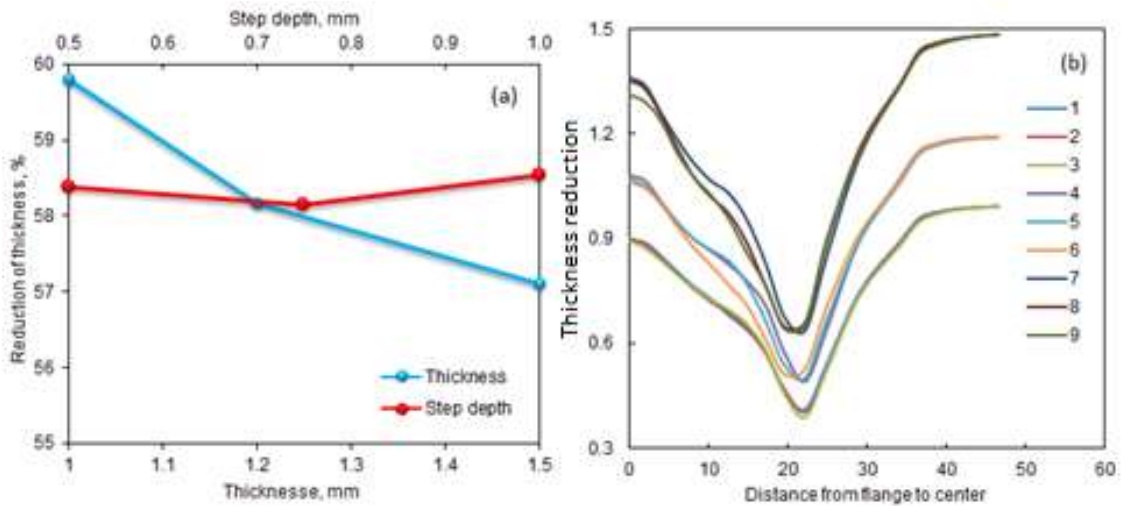 Step depth, mm
0.5 0.6 0.7 0.8 0.9 1.0
Reduction of thickness, %
60
59
58
57
56
55
(a)
Thickness
Step depth
1 1.1 1.2 1.3 1.4 1.5
Thicknesse, mm
Thickness reduction
1.5
1.2
0.9
0.6
0.3
(b)
1
2
3
4
5
6
7
8
9
0 10 20 30 40 50 60
Distance from flange to center